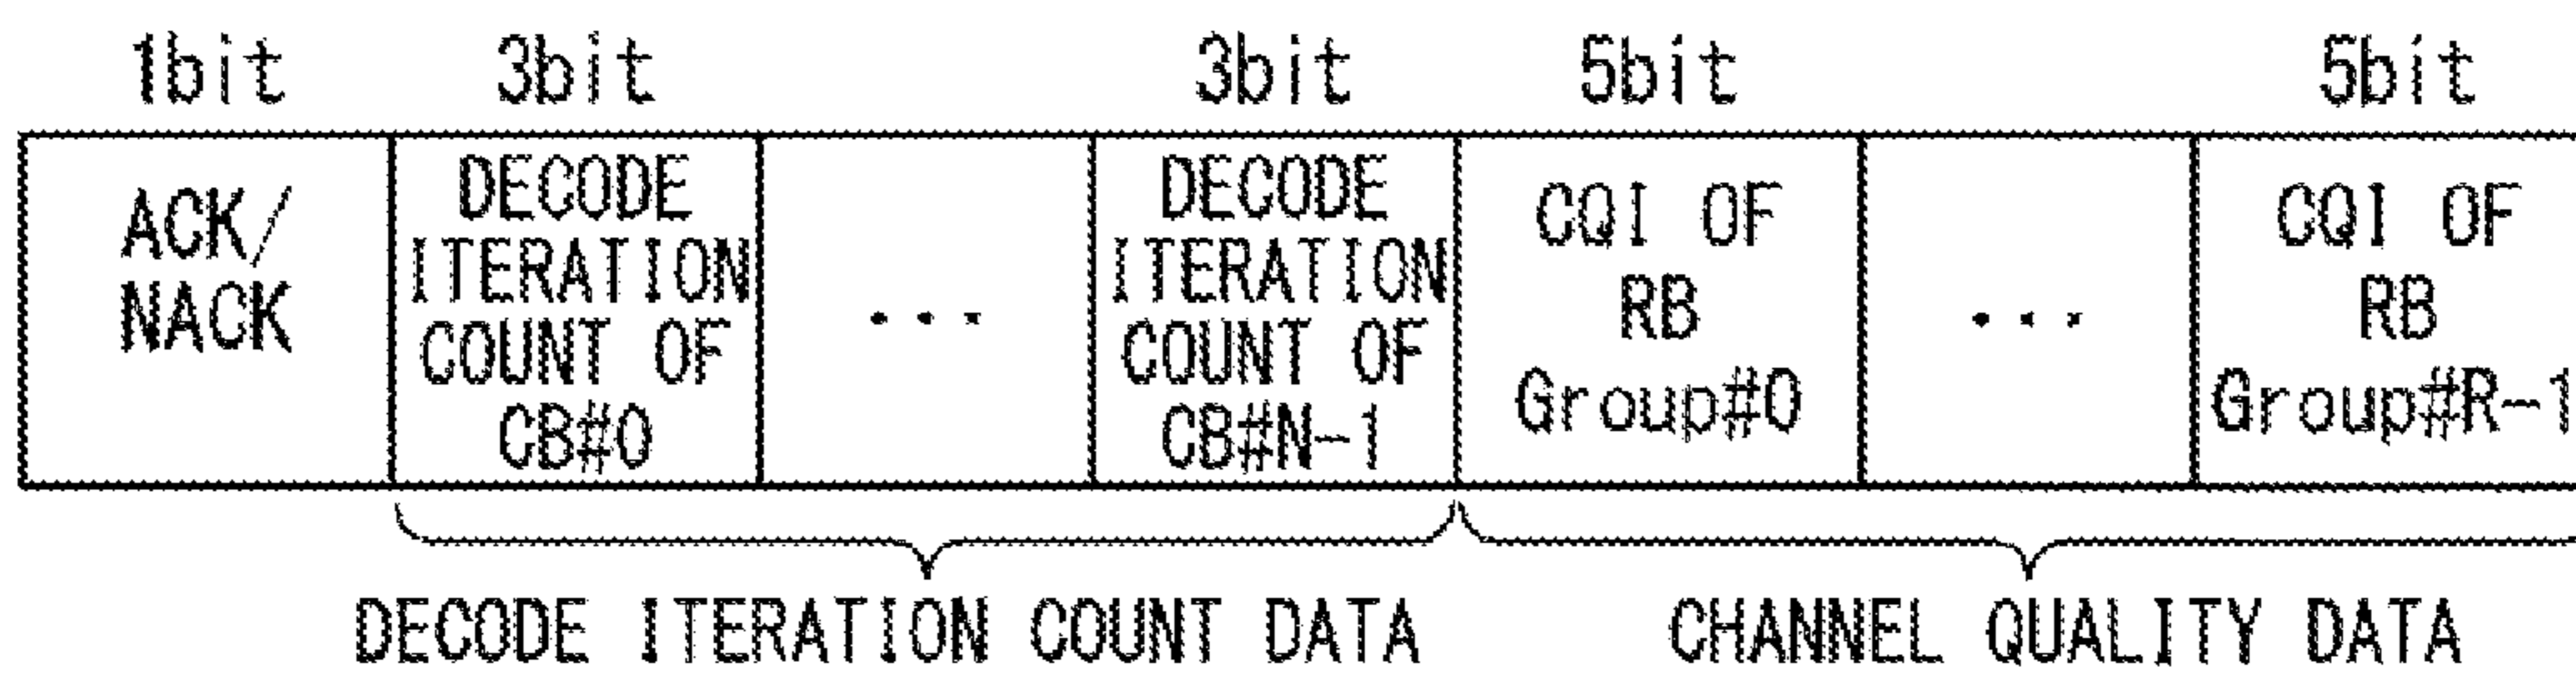 1bit 3bit 3bit 5bit 5bit
ACK/
NACK
DECODE
ITERATION
COUNT OF
CB#0
...
DECODE
ITERATION
COUNT OF
CB#N-1
CQI OF
RB
Group#0
...
CQI OF
RB
Group#R-1
DECODE ITERATION COUNT DATA CHANNEL QUALITY DATA